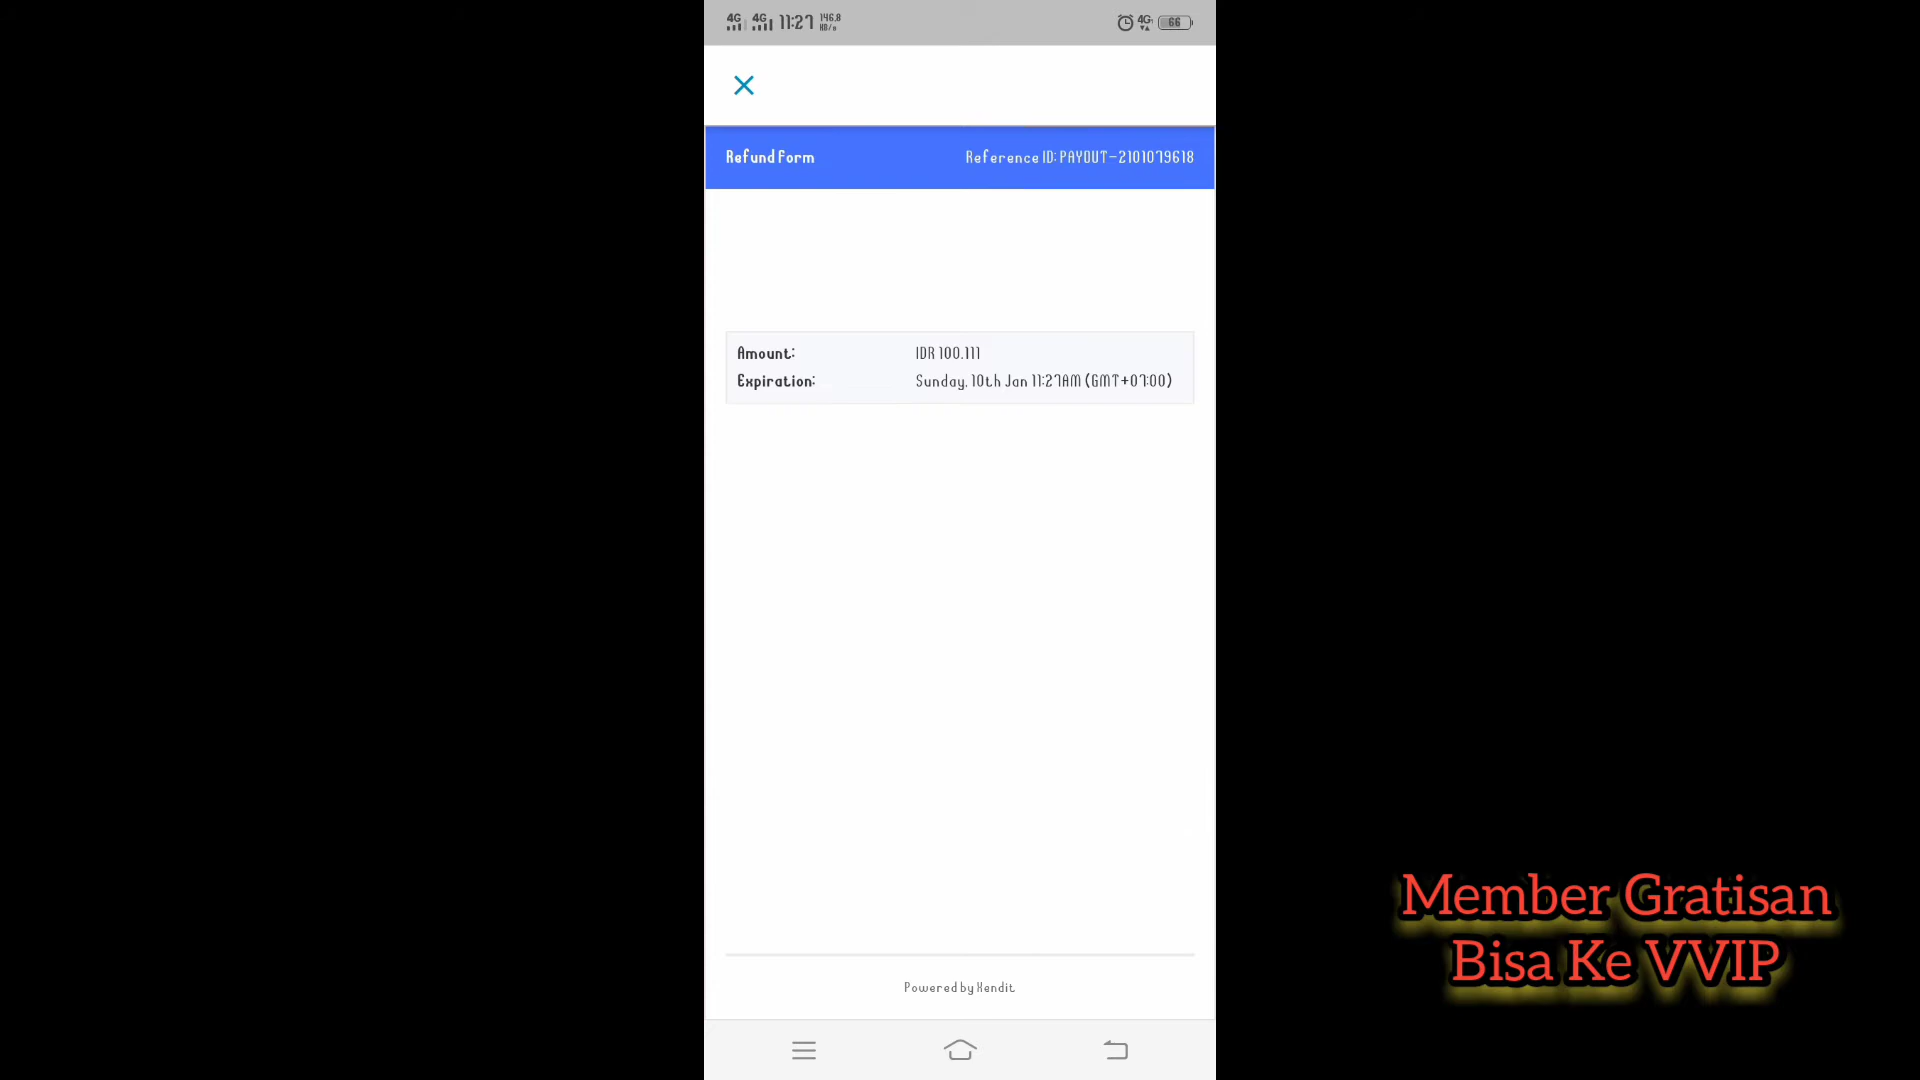 4G 4G 11:27 146.8 KB/s 4G 66
Refund Form Reference ID: PAYOUT-2101079618
Amount: IDR 100.111
Expiration: Sunday, 10th Jan 11:27AM (GMT+07:00)
Powered by Xendit
Member Gratisan
Bisa Ke VVIP